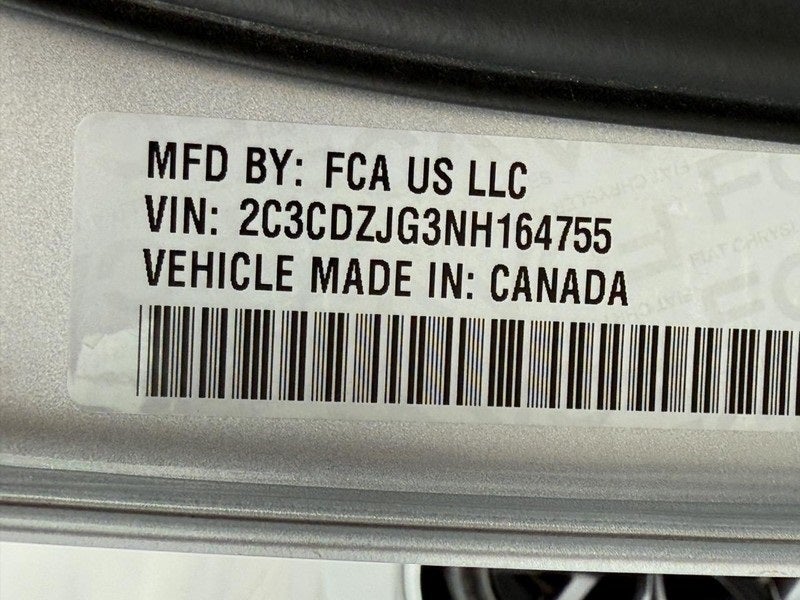 MFD BY: FCA US LLC
VIN: 2C3CDZJG3NH164755
VEHICLE MADE IN: CANADA